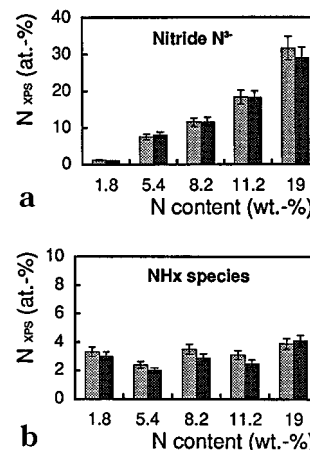 40
30
20
10
0
N XPS (at.-%)
Nitride N³⁻
1.8 5.4 8.2 11.2 19
a N content (wt.-%)
10
8
6
4
2
0
N XPS (at.-%)
NHx species
1.8 5.4 8.2 11.2 19
b N content (wt.-%)